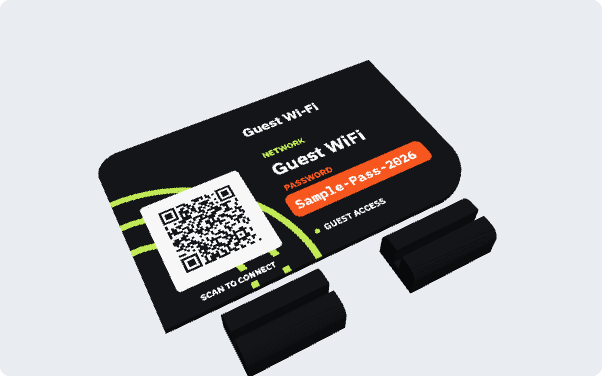 Guest Wi-Fi
NETWORK
Guest WiFi
PASSWORD
Sample-Pass-2026
GUEST ACCESS
SCAN TO CONNECT